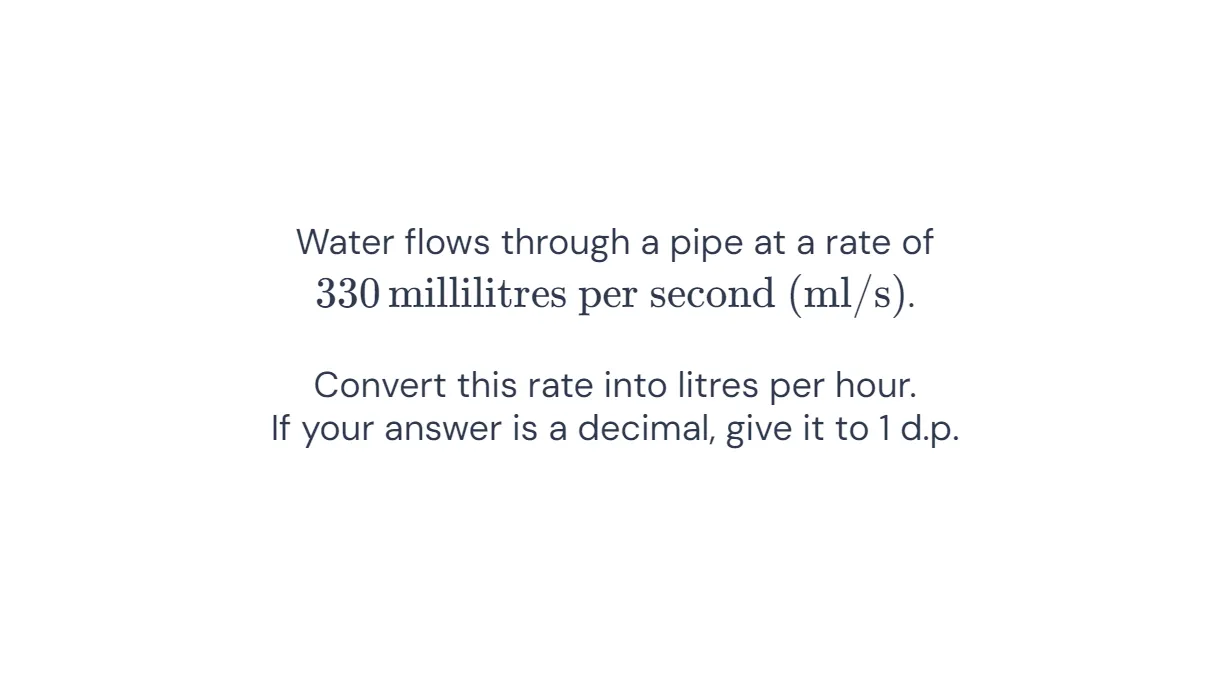 Water flows through a pipe at a rate of
330 millilitres per second (ml/s).
Convert this rate into litres per hour.
If your answer is a decimal, give it to 1 d.p.